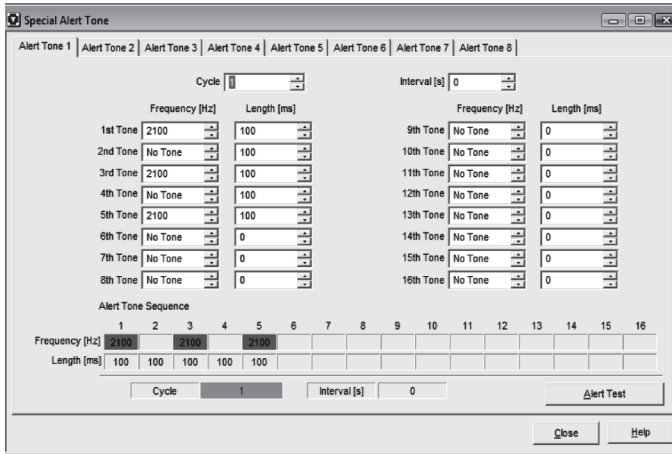 Special Alert Tone
Alert Tone 1 Alert Tone 2 Alert Tone 3 Alert Tone 4 Alert Tone 5 Alert Tone 6 Alert Tone 7 Alert Tone 8
Cycle 1 Interval [s] 0
Frequency [Hz] Length [ms] Frequency [Hz] Length [ms]
1st Tone 2100 100 9th Tone No Tone 0
2nd Tone No Tone 100 10th Tone No Tone 0
3rd Tone 2100 100 11th Tone No Tone 0
4th Tone No Tone 100 12th Tone No Tone 0
5th Tone 2100 100 13th Tone No Tone 0
6th Tone No Tone 0 14th Tone No Tone 0
7th Tone No Tone 0 15th Tone No Tone 0
8th Tone No Tone 0 16th Tone No Tone 0
Alert Tone Sequence
1 2 3 4 5 6 7 8 9 10 11 12 13 14 15 16
Frequency [Hz] 2100 2100 2100
Length [ms] 100 100 100 100 100
Cycle 1 Interval [s] 0
Alert Test
Close Help